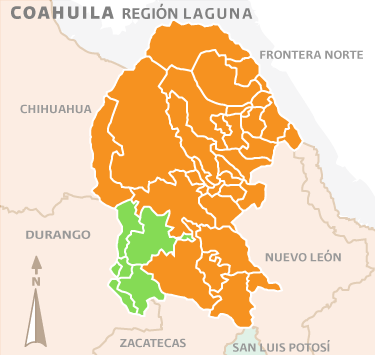 COAHUILA REGIÓN LAGUNA
FRONTERA NORTE
CHIHUAHUA
DURANGO
NUEVO LEÓN
N
ZACATECAS
SAN LUIS POTOSÍ